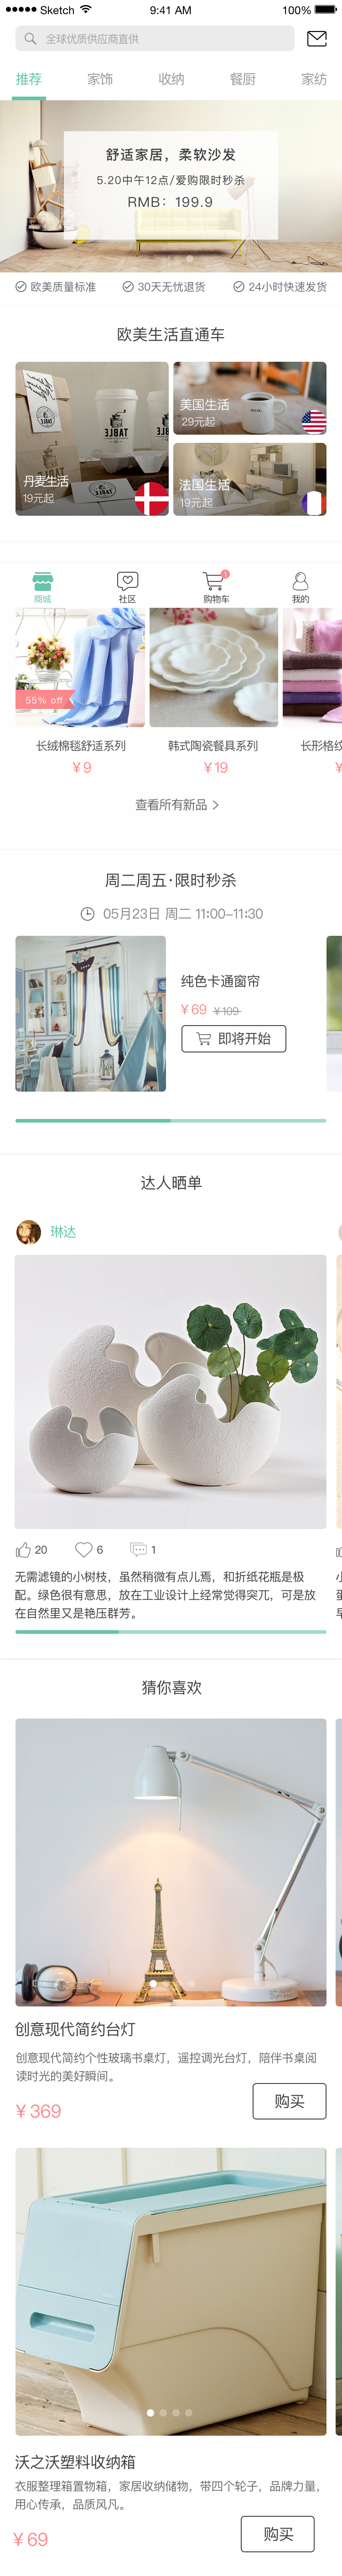 Sketch 9:41 AM 100%
全球优质供应商直供
推荐 家饰 收纳 餐厨 家纺
舒适家居，柔软沙发
5.20中午12点/爱购限时秒杀
RMB：199.9
欧美质量标准 30天无忧退货 24小时快速发货
欧美生活直通车
TABLE
TABLE
TABLE
丹麦生活
19元起
美国生活
29元起
法国生活
19元起
商城 社区 购物车 1 我的
55% off
长绒棉毯舒适系列 韩式陶瓷餐具系列 长形格纹
￥9 ￥19 ￥
查看所有新品
周二周五·限时秒杀
05月23日 周二 11:00-11:30
纯色卡通窗帘
￥69 ￥109
即将开始
达人晒单
琳达
20 6 1
无需滤镜的小树枝，虽然稍微有点儿焉，和折纸花瓶是极
配。绿色很有意思，放在工业设计上经常觉得突兀，可是放
在自然里又是艳压群芳。
猜你喜欢
创意现代简约台灯
创意现代简约个性玻璃书桌灯，遥控调光台灯，陪伴书桌阅
读时光的美好瞬间。
￥369 购买
沃之沃塑料收纳箱
衣服整理箱置物箱，家居收纳储物，带四个轮子，品牌力量，
用心传承，品质风凡。
￥69 购买